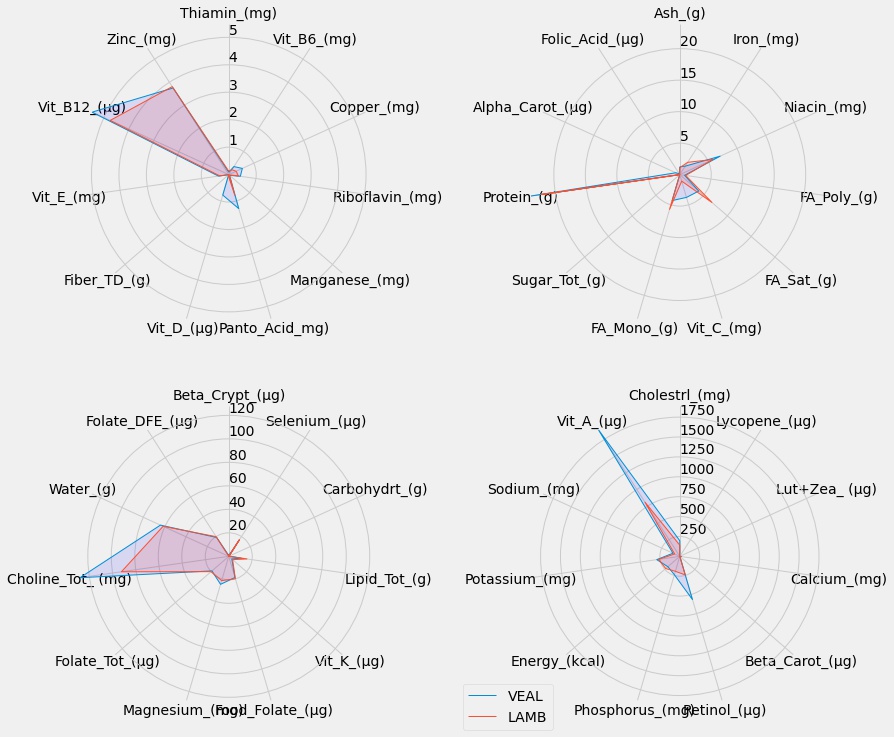 Thiamin_(mg)
Zinc_(mg)
Vit_B6_(mg)
Vit_B12_(µg)
Copper_(mg)
Vit_E_(mg)
Riboflavin_(mg)
Fiber_TD_(g)
Manganese_(mg)
Vit_D_(µg)
Panto_Acid_mg)
5
4
3
2
1
Ash_(g)
Folic_Acid_(µg)
Iron_(mg)
Alpha_Carot_(µg)
Niacin_(mg)
Protein_(g)
FA_Poly_(g)
Sugar_Tot_(g)
FA_Sat_(g)
FA_Mono_(g)
Vit_C_(mg)
20
15
10
5
Beta_Crypt_(µg)
Folate_DFE_(µg)
Selenium_(µg)
Water_(g)
Carbohydrt_(g)
Choline_Tot_ (mg)
Lipid_Tot_(g)
Folate_Tot_(µg)
Vit_K_(µg)
Magnesium_(mg)
Food_Folate_(µg)
120
100
80
60
40
20
Cholestrl_(mg)
Vit_A_(µg)
Lycopene_(µg)
Sodium_(mg)
Lut+Zea_ (µg)
Potassium_(mg)
Calcium_(mg)
Energy_(kcal)
Beta_Carot_(µg)
Phosphorus_(mg)
Retinol_(µg)
1750
1500
1250
1000
750
500
250
VEAL
LAMB